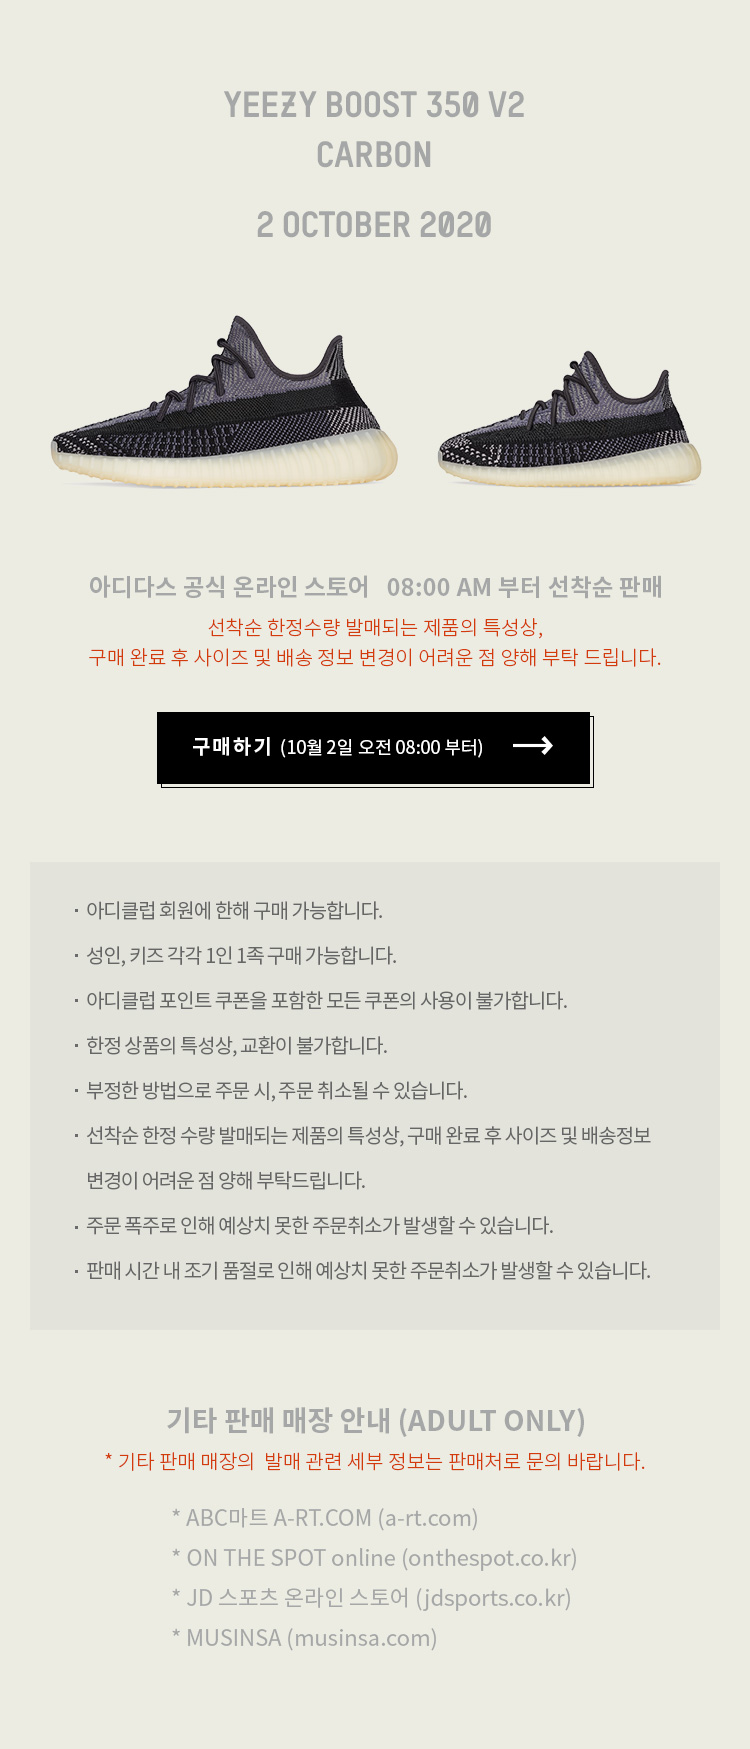 YEEZY BOOST 350 V2
CARBON
2 OCTOBER 2020
아디다스 공식 온라인 스토어 08:00 AM 부터 선착순 판매
선착순 한정수량 발매되는 제품의 특성상,
구매 완료 후 사이즈 및 배송 정보 변경이 어려운 점 양해 부탁 드립니다.
구매하기 (10월 2일 오전 08:00 부터) →
· 아디클럽 회원에 한해 구매 가능합니다.
· 성인, 키즈 각각 1인 1족 구매 가능합니다.
· 아디클럽 포인트 쿠폰을 포함한 모든 쿠폰의 사용이 불가합니다.
· 한정 상품의 특성상, 교환이 불가합니다.
· 부정한 방법으로 주문 시, 주문 취소될 수 있습니다.
· 선착순 한정 수량 발매되는 제품의 특성상, 구매 완료 후 사이즈 및 배송정보
변경이 어려운 점 양해 부탁드립니다.
· 주문 폭주로 인해 예상치 못한 주문취소가 발생할 수 있습니다.
· 판매 시간 내 조기 품절로 인해 예상치 못한 주문취소가 발생할 수 있습니다.
기타 판매 매장 안내 (ADULT ONLY)
* 기타 판매 매장의 발매 관련 세부 정보는 판매처로 문의 바랍니다.
* ABC마트 A-RT.COM (a-rt.com)
* ON THE SPOT online (onthespot.co.kr)
* JD 스포츠 온라인 스토어 (jdsports.co.kr)
* MUSINSA (musinsa.com)